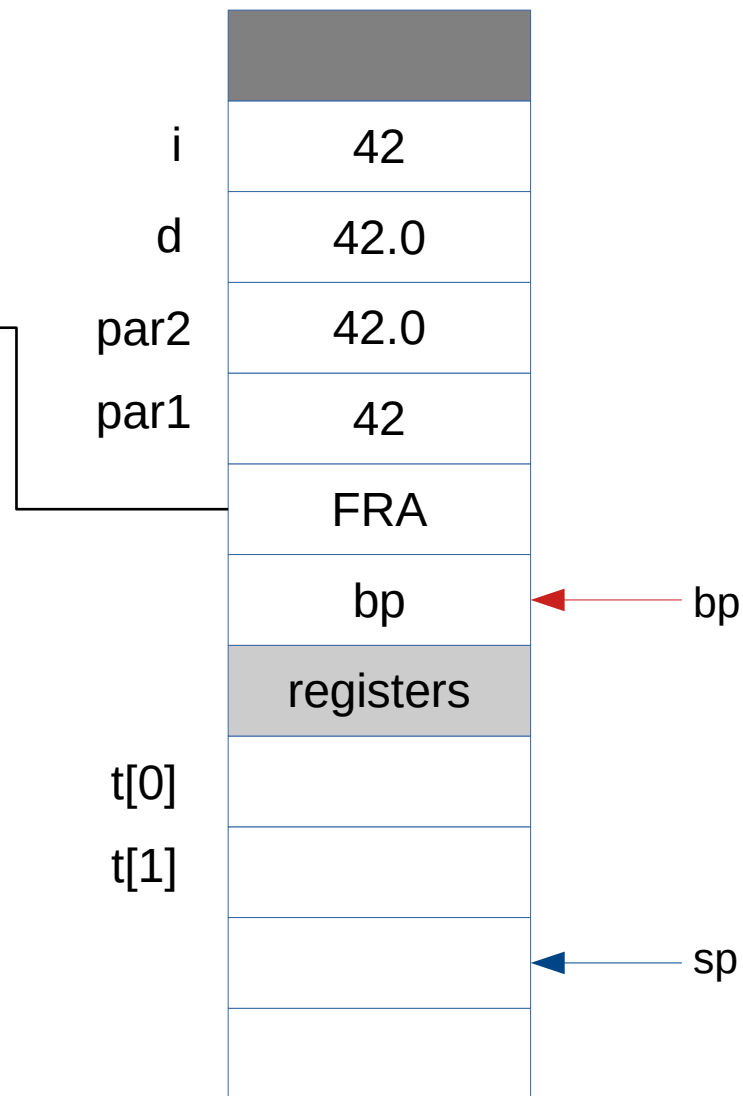 i 42
d 42.0
par2 42.0
par1 42
FRA
bp bp
registers
t[0]
t[1]
sp